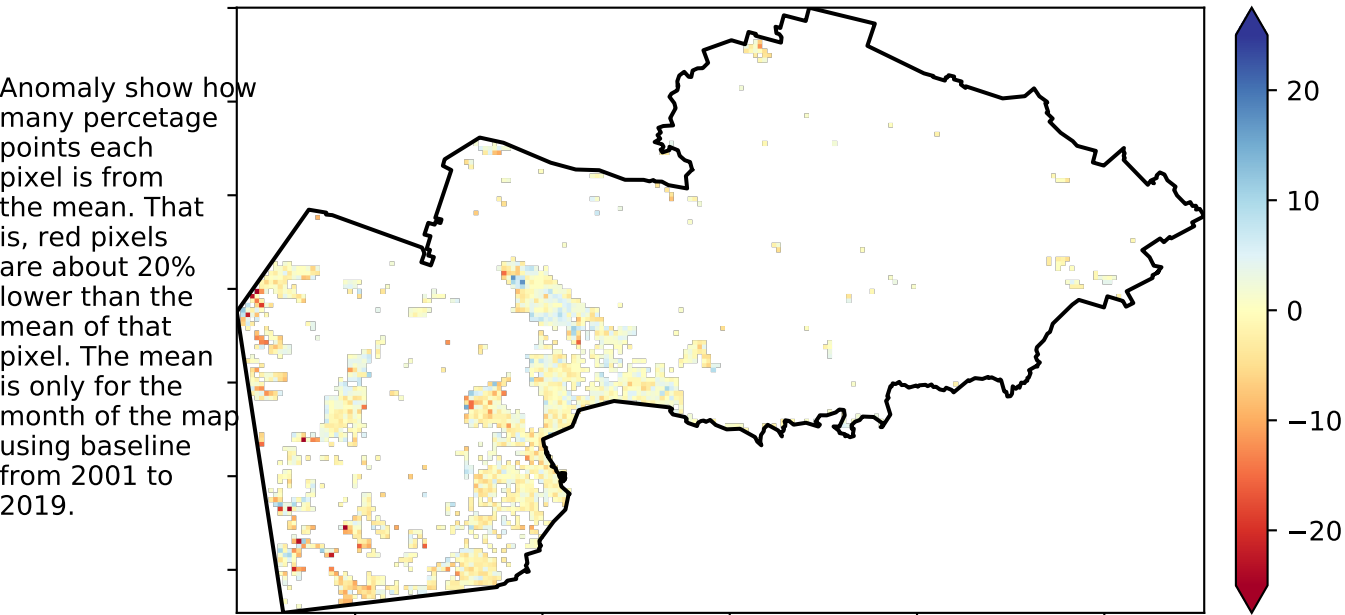 Anomaly show how
many percetage
points each
pixel is from
the mean. That
is, red pixels
are about 20%
lower than the
mean of that
pixel. The mean
is only for the
month of the map
using baseline
from 2001 to
2019.
20
10
0
−10
−20